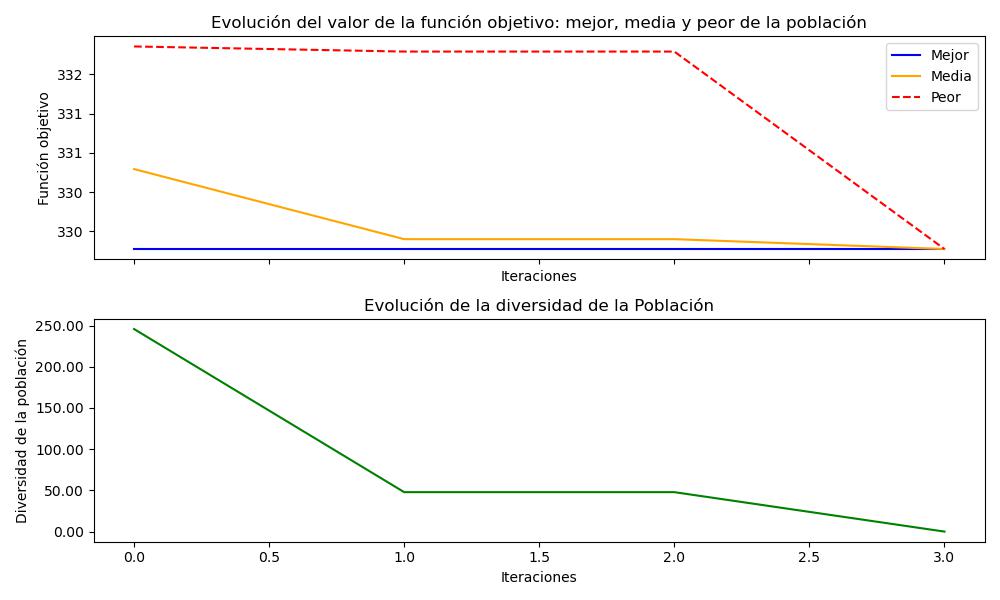 Evolución del valor de la función objetivo: mejor, media y peor de la población
Función objetivo
332
331
331
330
330
Mejor
Media
Peor
Iteraciones
Evolución de la diversidad de la Población
Diversidad de la población
250.00
200.00
150.00
100.00
50.00
0.00
0.0 0.5 1.0 1.5 2.0 2.5 3.0
Iteraciones